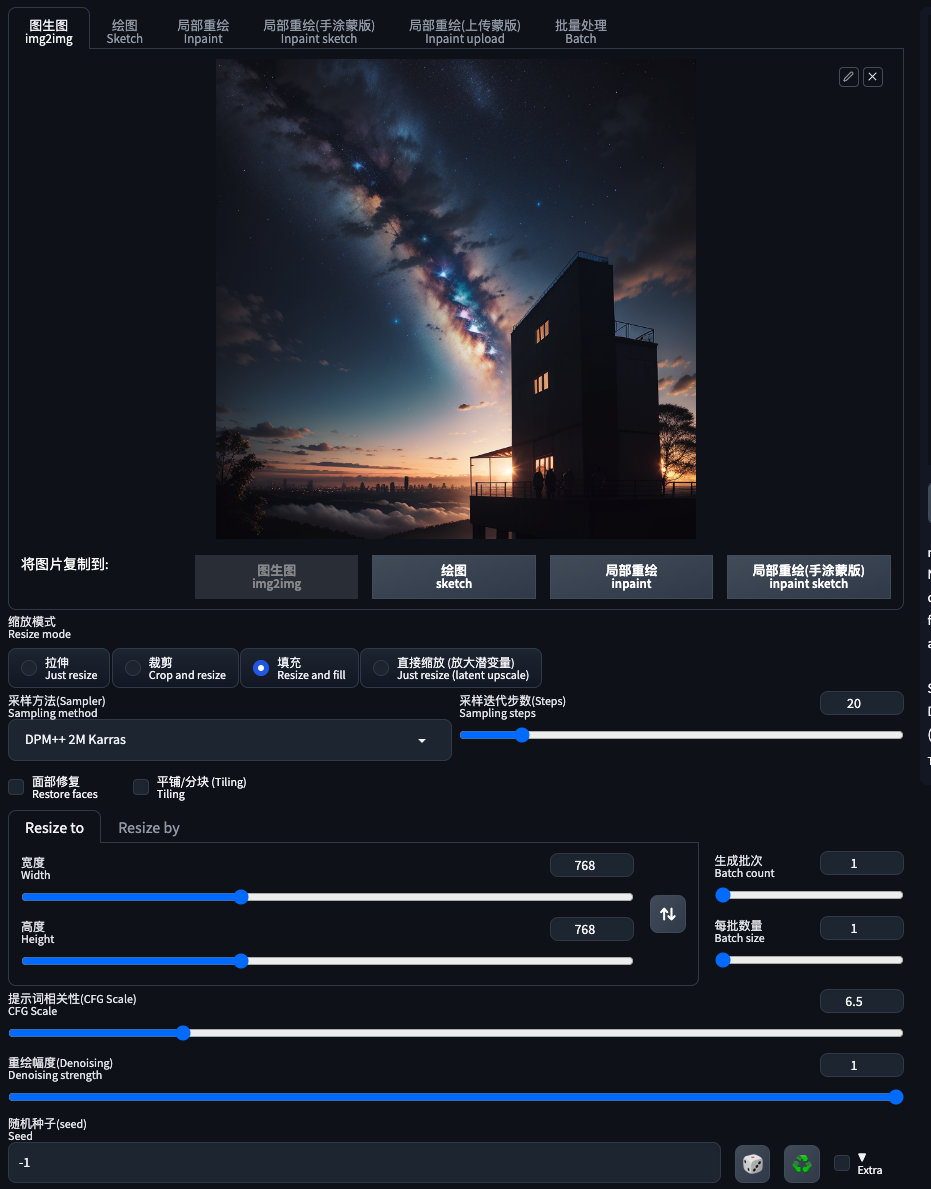 图生图 绘图 局部重绘 局部重绘(手涂蒙版) 局部重绘(上传蒙版) 批量处理
img2img Sketch Inpaint Inpaint sketch Inpaint upload Batch
将图片复制到:
图生图 绘图 局部重绘 局部重绘(手涂蒙版)
img2img sketch inpaint inpaint sketch
缩放模式
Resize mode
拉伸 裁剪 填充 直接缩放 (放大潜变量)
Just resize Crop and resize Resize and fill Just resize (latent upscale)
采样方法(Sampler) 采样迭代步数(Steps) 20
Sampling method Sampling steps
DPM++ 2M Karras
面部修复 平铺/分块 (Tiling)
Restore faces Tiling
Resize to Resize by
宽度 768
Width
高度 768
Height
生成批次 1
Batch count
每批数量 1
Batch size
提示词相关性(CFG Scale) 6.5
CFG Scale
重绘幅度(Denoising) 1
Denoising strength
随机种子(seed)
Seed
-1
▼
Extra